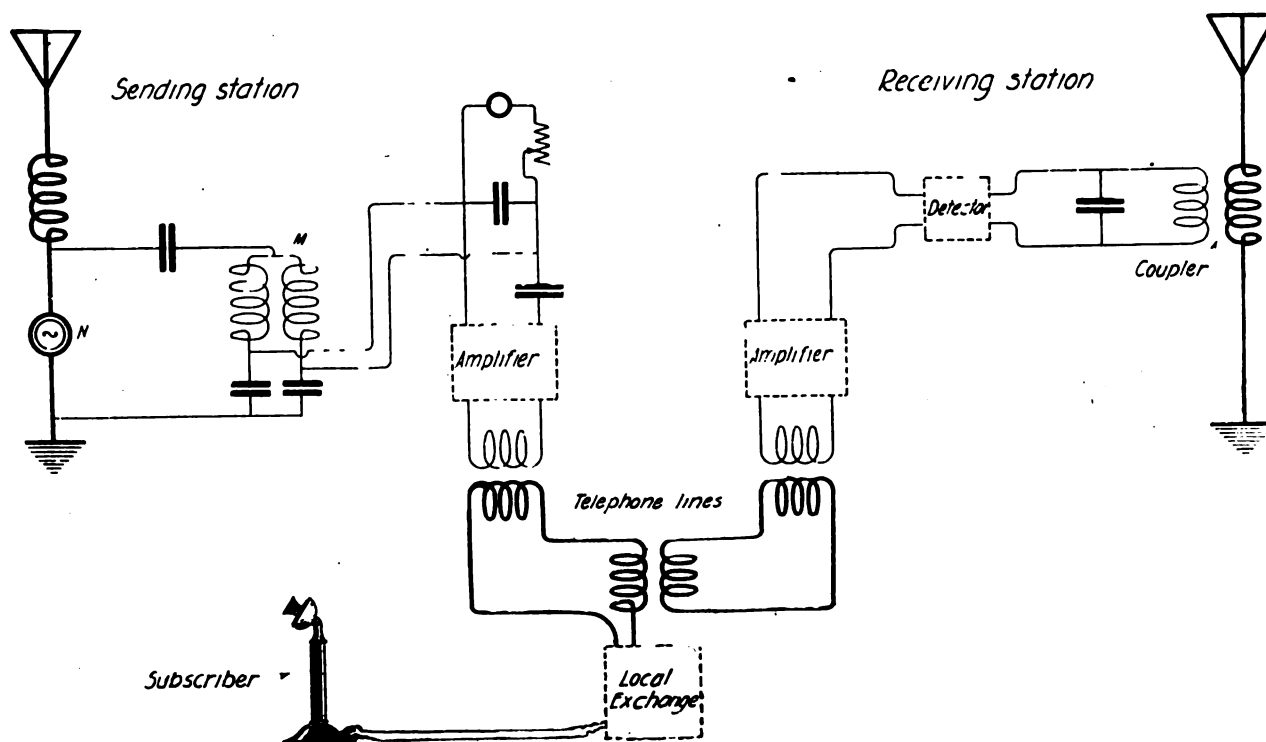 Sending station
Receiving station
M
N
Detector
Coupler
Amplifier
Amplifier
Telephone lines
Subscriber
Local
Exchange